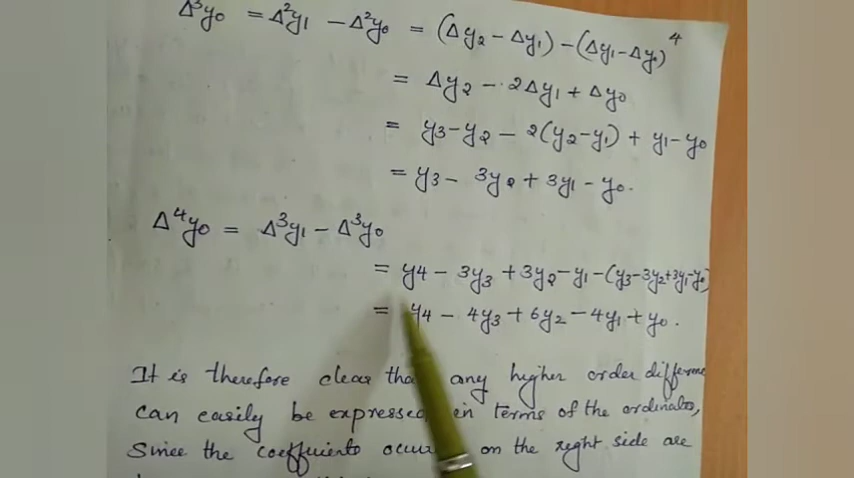 Δ³y₀ = Δ²y₁ − Δ²y₀ = (Δy₂ − Δy₁) − (Δy₁ − Δy₀) 4
= Δy₂ − 2Δy₁ + Δy₀
= y₃ − y₂ − 2(y₂ − y₁) + y₁ − y₀
= y₃ − 3y₂ + 3y₁ − y₀.
Δ⁴y₀ = Δ³y₁ − Δ³y₀
= y₄ − 3y₃ + 3y₂ − y₁ − (y₃ − 3y₂ + 3y₁ − y₀)
= y₄ − 4y₃ + 6y₂ − 4y₁ + y₀.
It is therefore clear tha any higher order differe
can easily be expressed in terms of the ordinates,
Since the coefficients occur on the right side are